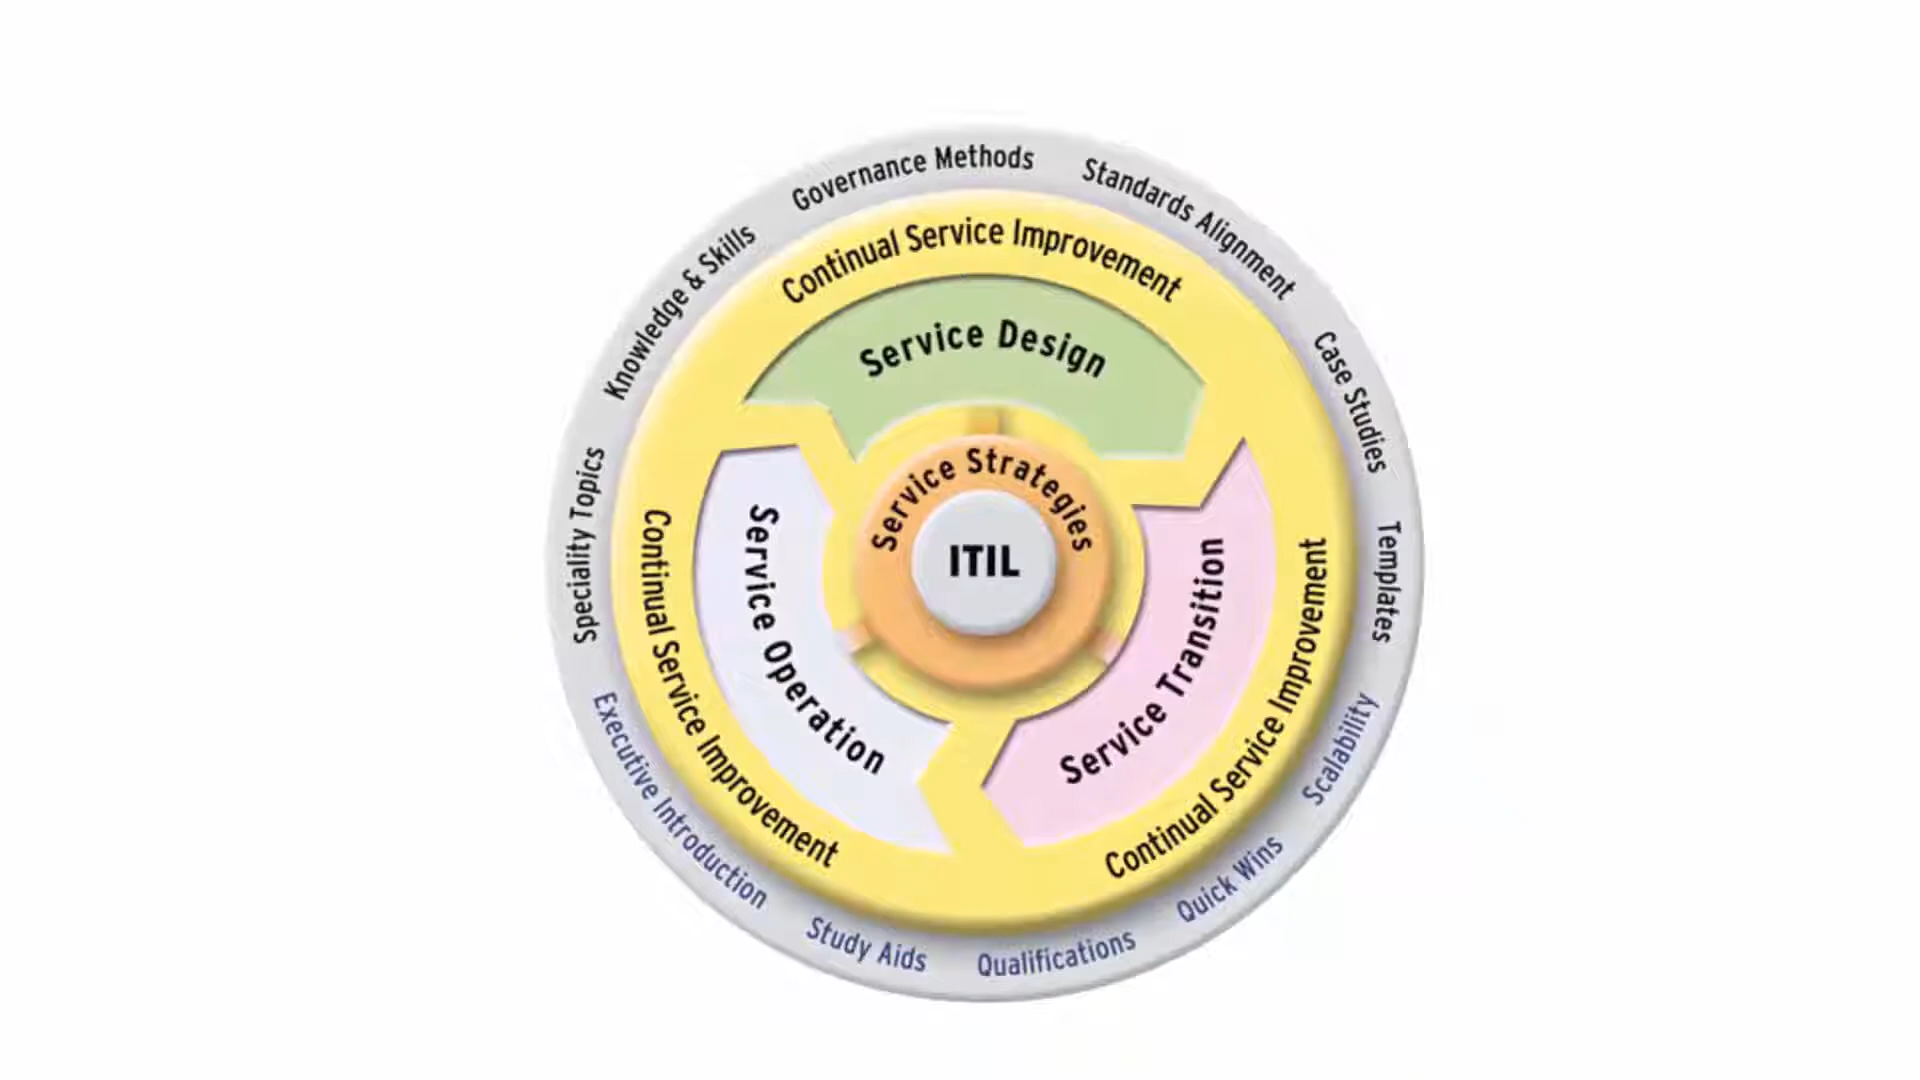 Governance Methods
Standards Alignment
Knowledge & Skills
Case Studies
Speciality Topics
Templates
Executive Introduction
Scalability
Study Aids
Qualifications
Quick Wins
Continual Service Improvement
Continual Service Improvement
Continual Service Improvement
Service Design
Service Operation
Service Transition
Service Strategies
ITIL